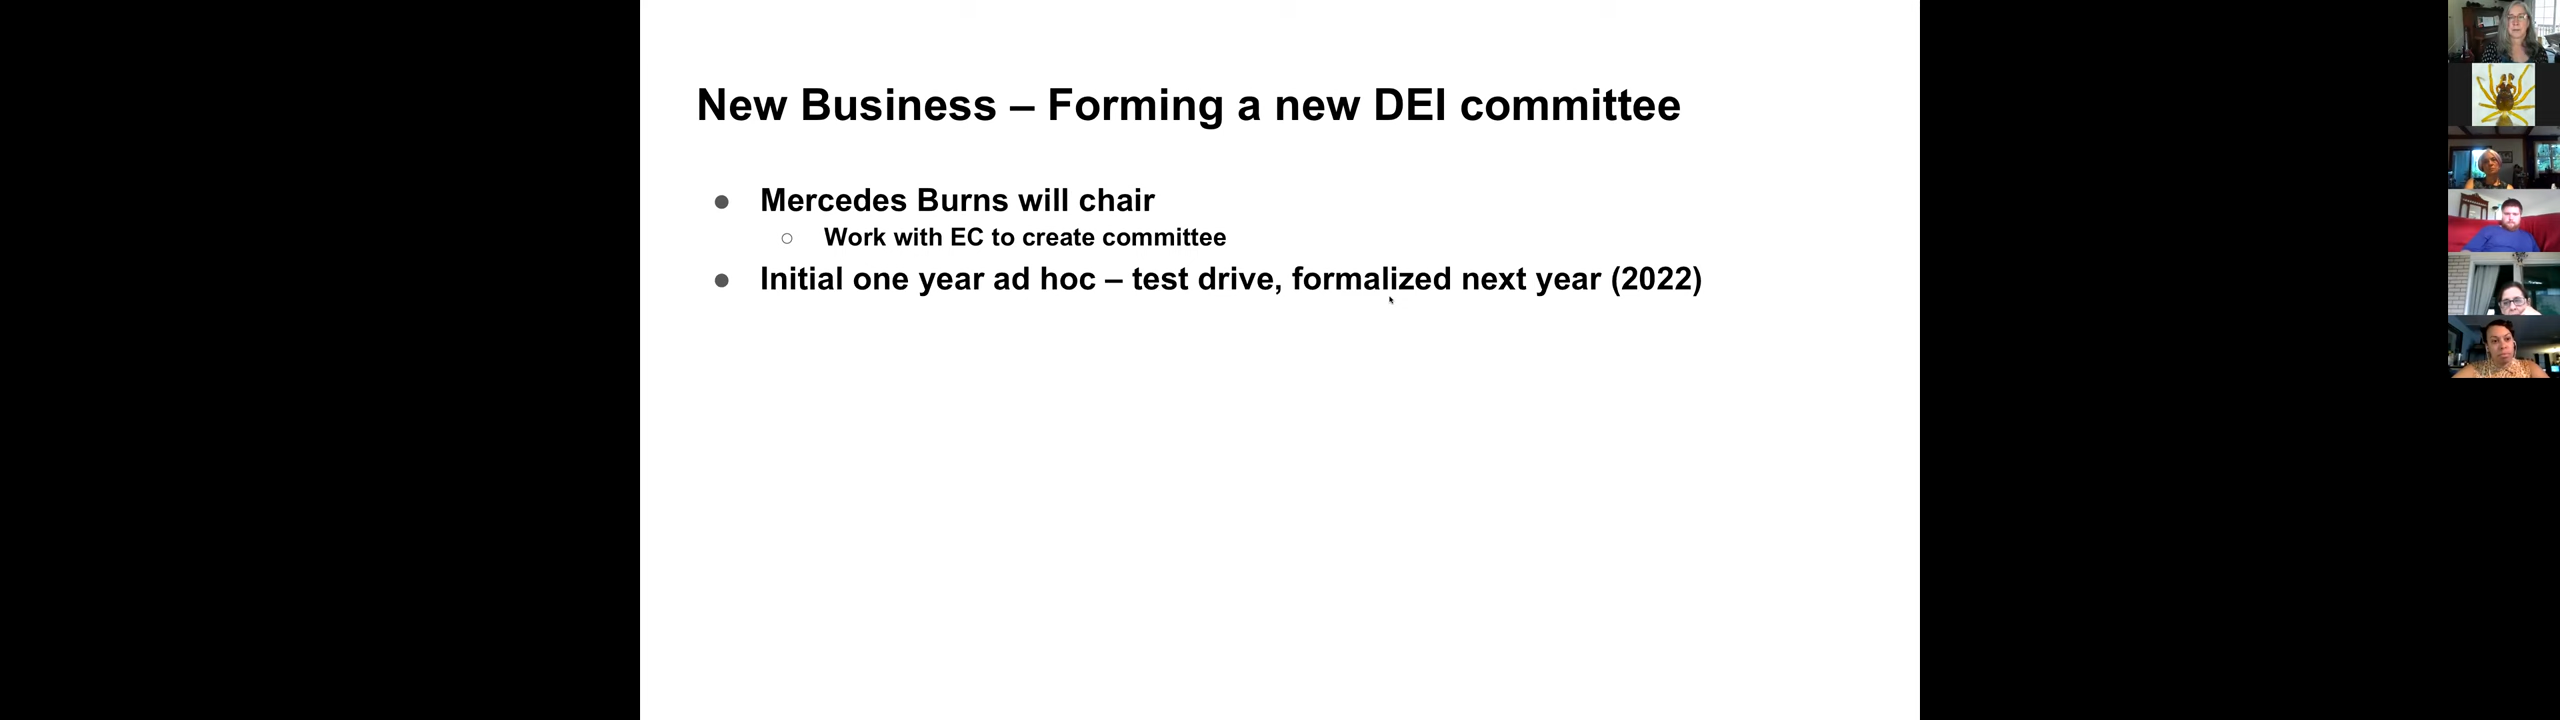 New Business – Forming a new DEI committee
● Mercedes Burns will chair
○ Work with EC to create committee
● Initial one year ad hoc – test drive, formalized next year (2022)